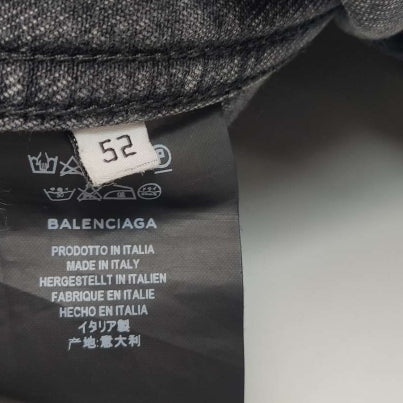 52
BALENCIAGA
PRODOTTO IN ITALIA
MADE IN ITALY
HERGESTELLT IN ITALIEN
FABRIQUE EN ITALIE
HECHO EN ITALIA
イタリア製
产地:意大利